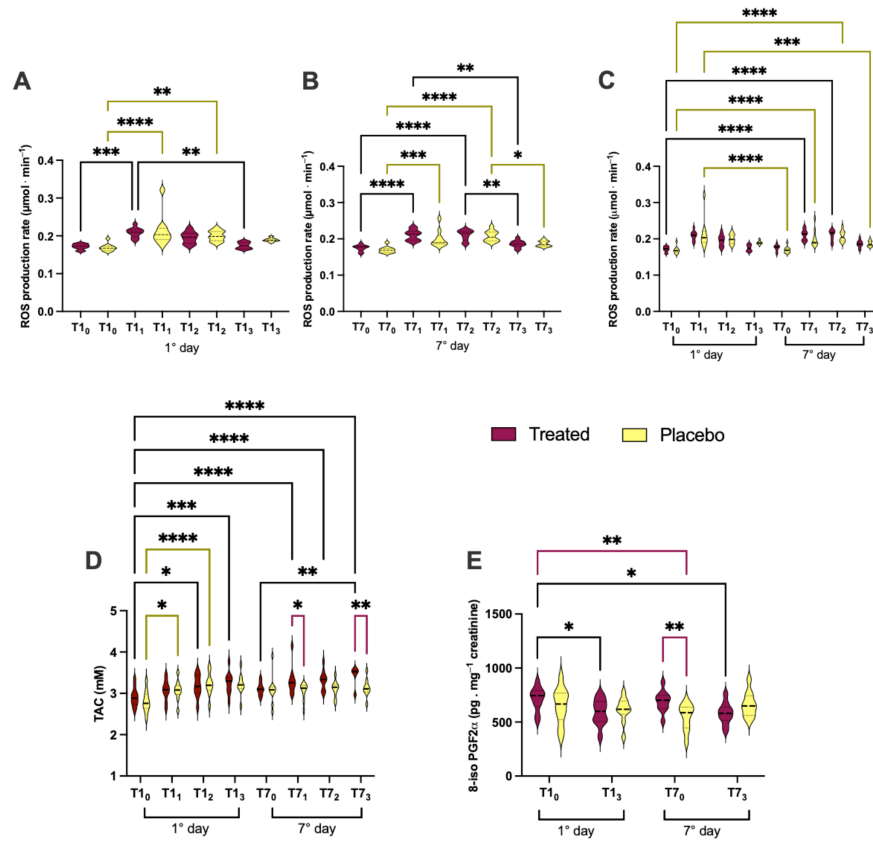 A
**
****
***
**
ROS production rate (µmol · min⁻¹)
0.4
0.3
0.2
0.1
0.0
T1₀ T1₀ T1₁ T1₁ T1₂ T1₂ T1₃ T1₃
1° day
B
**
****
****
***
*
****
**
ROS production rate (µmol · min⁻¹)
0.4
0.3
0.2
0.1
0.0
T7₀ T7₀ T7₁ T7₁ T7₂ T7₂ T7₃ T7₃
7° day
C
****
***
****
****
****
****
ROS production rate (µmol · min⁻¹)
0.4
0.3
0.2
0.1
0.0
T1₀ T1₁ T1₂ T1₃ T7₀ T7₁ T7₂ T7₃
1° day 7° day
Treated Placebo
D
****
****
****
***
****
*
**
*
*
**
TAC (mM)
5
4
3
2
1
T1₀ T1₁ T1₂ T1₃ T7₀ T7₁ T7₂ T7₃
1° day 7° day
E
**
*
*
**
8-iso PGF2α (pg . mg⁻¹ creatinine)
1500
1000
500
0
T1₀ T1₃ T7₀ T7₃
1° day 7° day